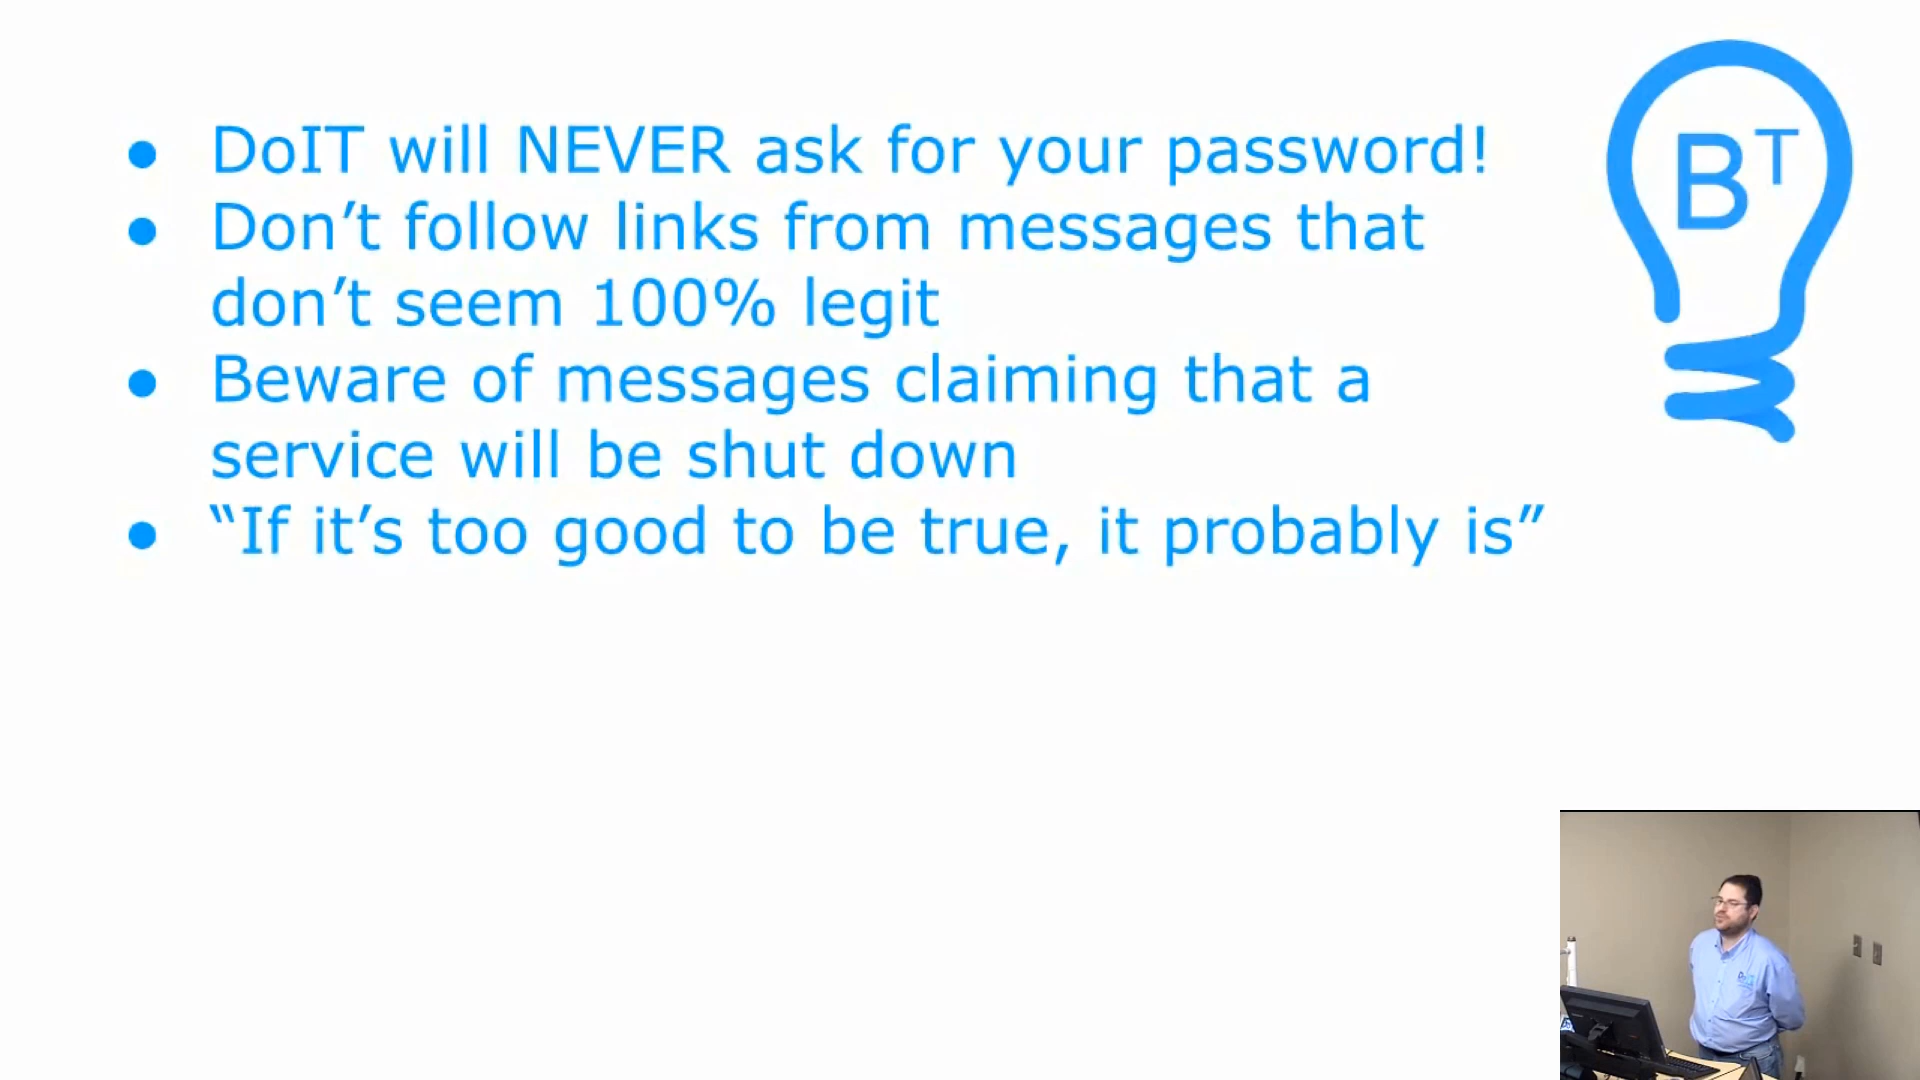 DoIT will NEVER ask for your password!
Don’t follow links from messages that
don’t seem 100% legit
Beware of messages claiming that a
service will be shut down
“If it’s too good to be true, it probably is”
BT